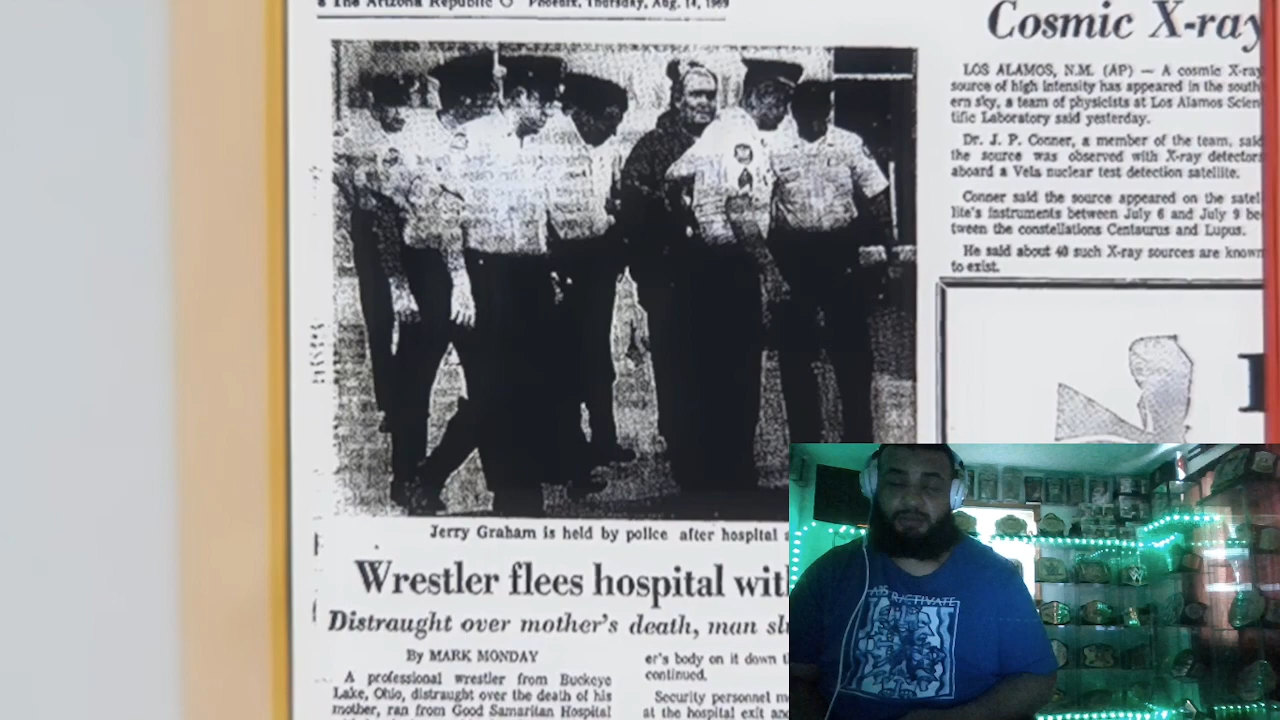 8 The Arizona Republic Phoenix, Thursday, Aug. 14, 1969
Cosmic X-ray
LOS ALAMOS, N.M. (AP) — A cosmic X-ray
source of high intensity has appeared in the south-
ern sky, a team of physicists at Los Alamos Scien
tific Laboratory said yesterday.
Dr. J. P. Conner, a member of the team, said
the source was observed with X-ray detectors
aboard a Vela nuclear test detection satellite.
Conner said the source appeared on the satel
lite's instruments between July 6 and July 9 be
tween the constellations Centaurus and Lupus.
He said about 40 such X-ray sources are known
to exist.
Jerry Graham is held by police after hospital
Wrestler flees hospital with
Distraught over mother's death, man sl
By MARK MONDAY
A professional wrestler from Buckeye
Lake, Ohio, distraught over the death of his
mother, ran from Good Samaritan Hospital
er's body on it down t
continued.
Security personnel m
at the hospital exit and